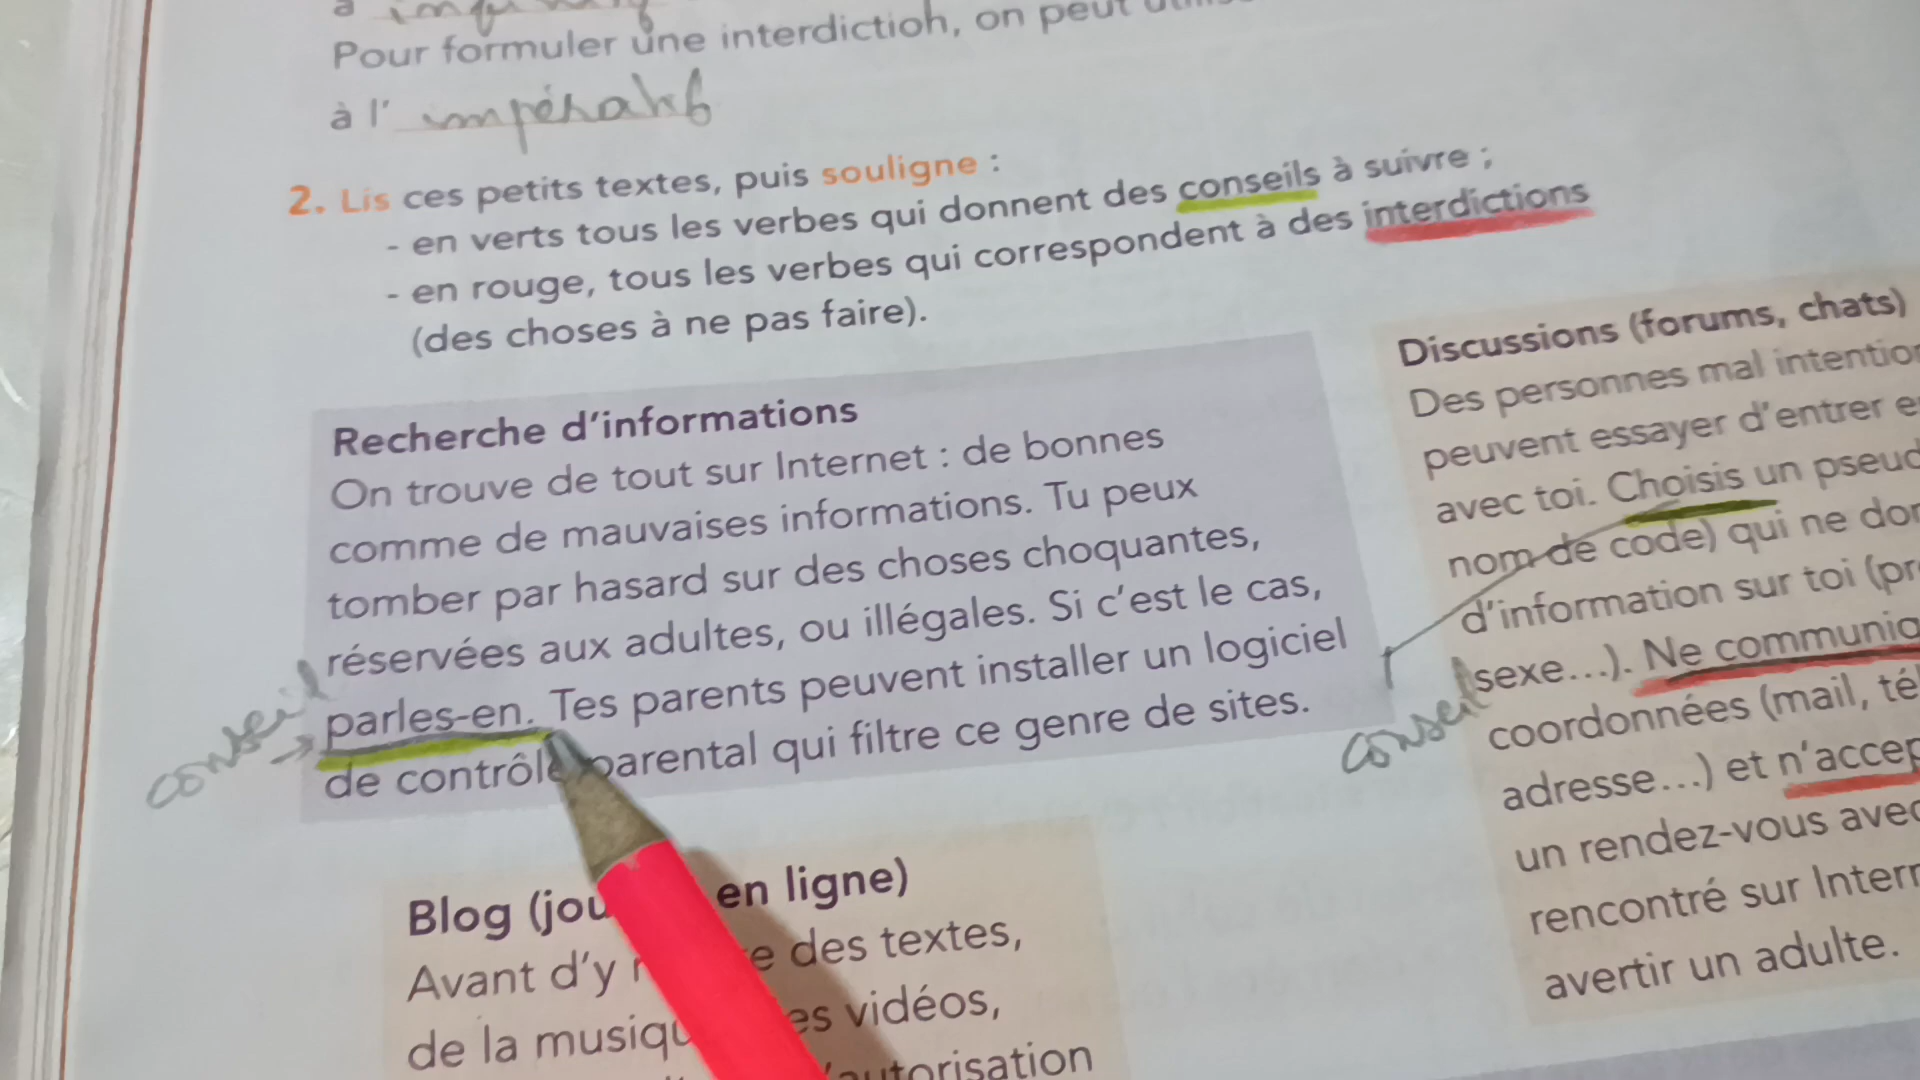 à
Pour formuler une interdiction, on peut
à l' impératif
2. Lis ces petits textes, puis souligne :
- en verts tous les verbes qui donnent des conseils à suivre ;
- en rouge, tous les verbes qui correspondent à des interdictions
(des choses à ne pas faire).
Recherche d'informations
On trouve de tout sur Internet : de bonnes
comme de mauvaises informations. Tu peux
tomber par hasard sur des choses choquantes,
réservées aux adultes, ou illégales. Si c'est le cas,
parles-en. Tes parents peuvent installer un logiciel
de contrôle parental qui filtre ce genre de sites.
conseil
Blog (jou en ligne)
Avant d'y des textes,
de la musiqu es vidéos,
l'autorisation
Discussions (forums, chats)
Des personnes mal intention
peuvent essayer d'entrer e
avec toi. Choisis un pseud
nom de code) qui ne don
d'information sur toi (pr
sexe...). Ne communiq
coordonnées (mail, tél
adresse...) et n'accep
un rendez-vous avec
rencontré sur Intern
avertir un adulte.
conseil